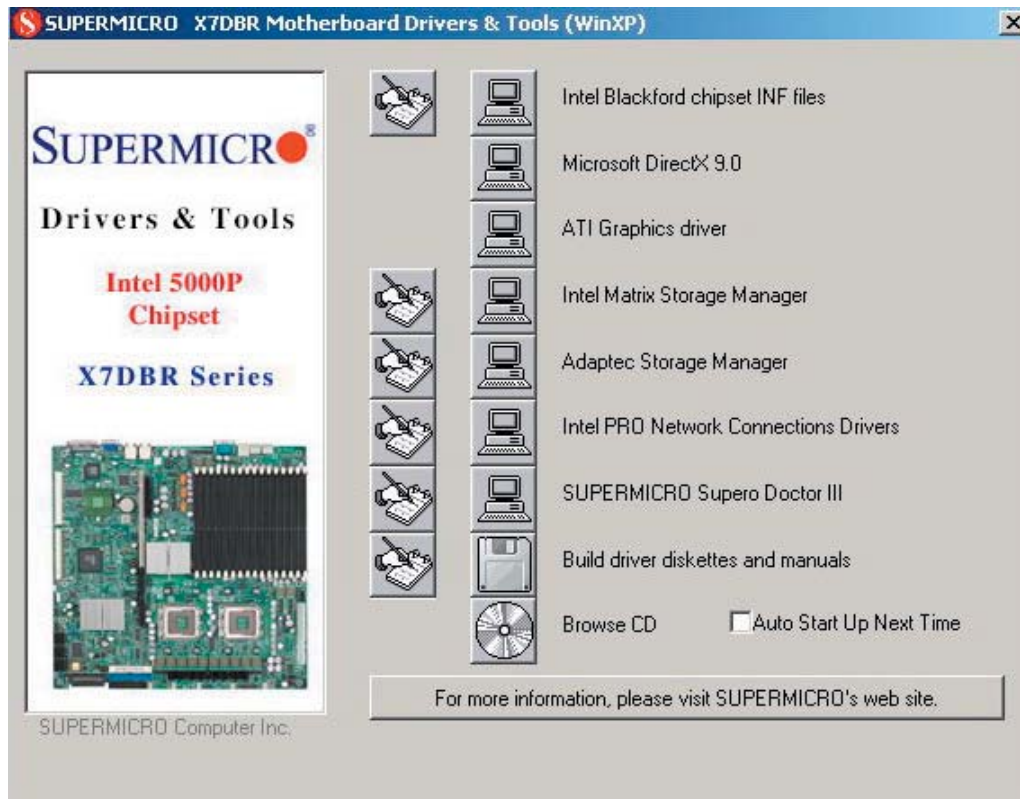 SUPERMICRO X7DBR Motherboard Drivers & Tools (WinXP)
SUPERMICRO®
Drivers & Tools
Intel 5000P
Chipset
X7DBR Series
SUPERMICRO Computer Inc.
Intel Blackford chipset INF files
Microsoft DirectX 9.0
ATI Graphics driver
Intel Matrix Storage Manager
Adaptec Storage Manager
Intel PRO Network Connections Drivers
SUPERMICRO Supero Doctor III
Build driver diskettes and manuals
Browse CD
Auto Start Up Next Time
For more information, please visit SUPERMICRO's web site.